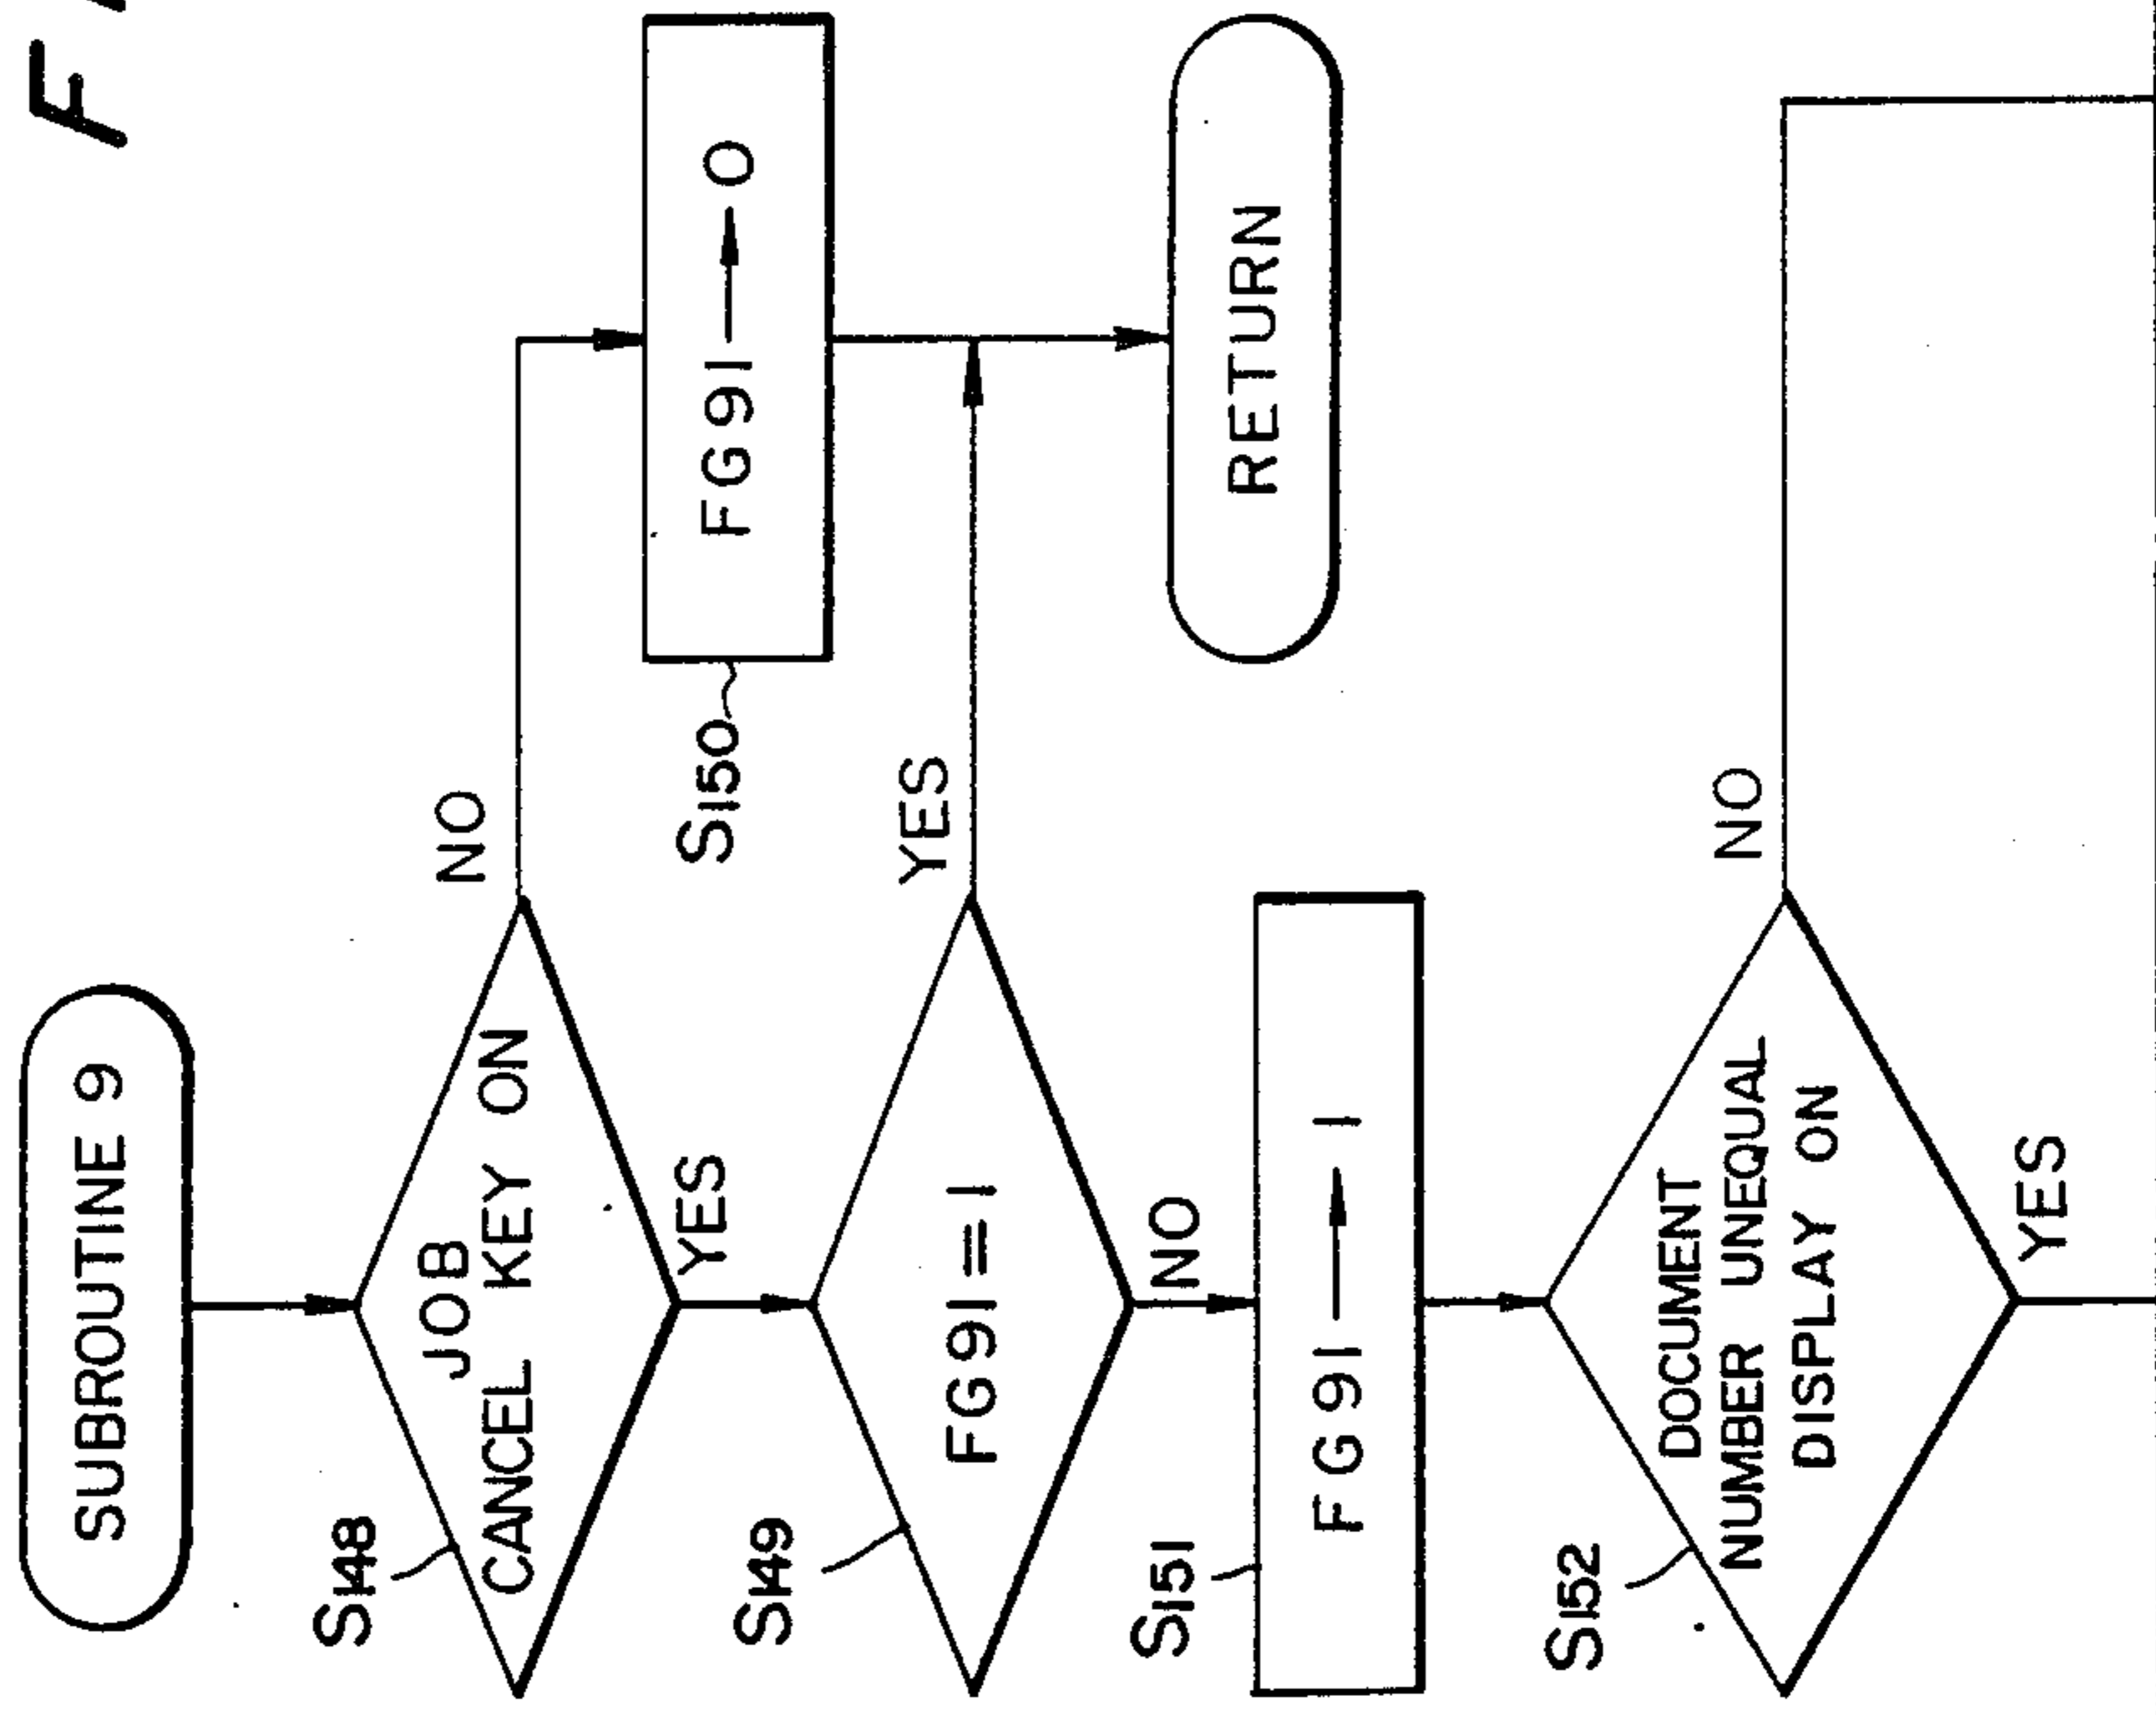 F
SUBROUTINE 9
S148
JOB
CANCEL KEY ON
NO
YES
S149
FG91=1
YES
NO
S150
FG91→0
RETURN
S151
FG91→1
S152
DOCUMENT
NUMBER UNEQUAL
DISPLAY ON
NO
YES